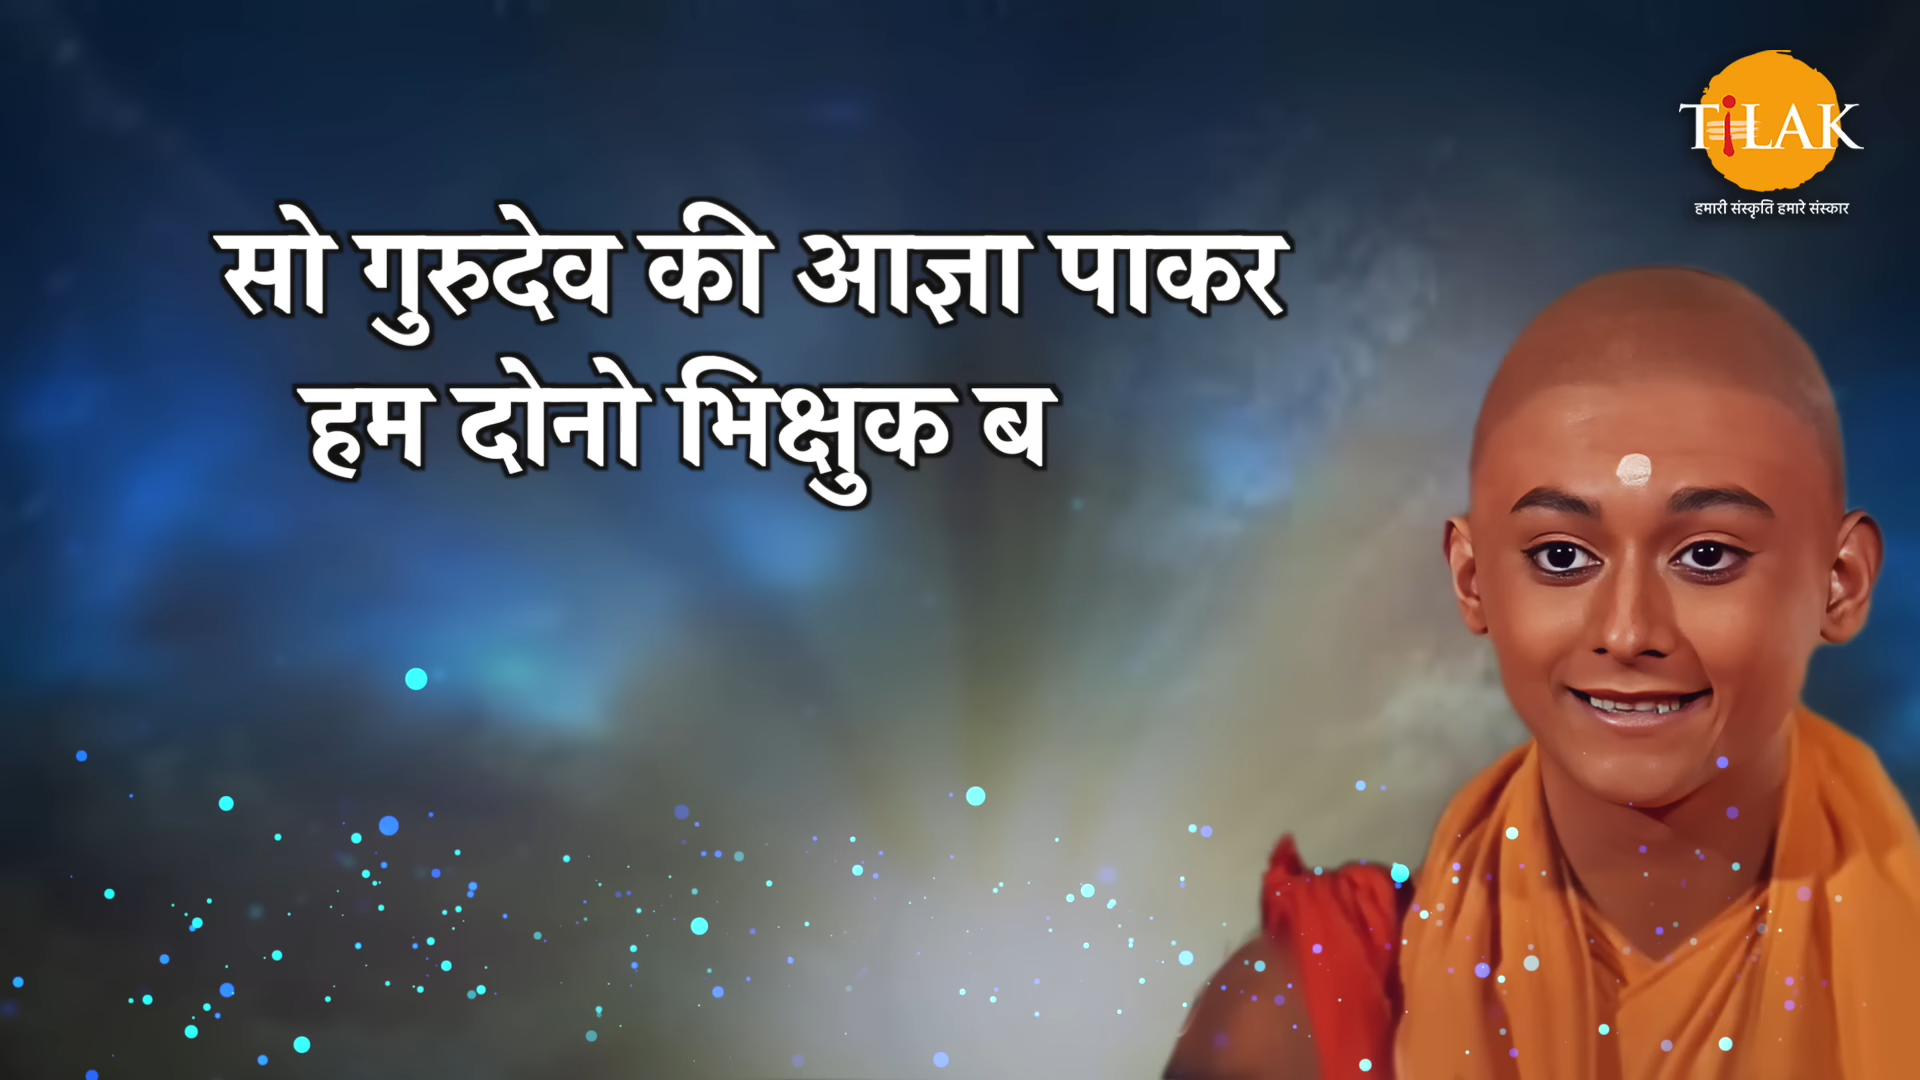 TiLAK
हमारी संस्कृति हमारे संस्कार
सो गुरुदेव की आज्ञा पाकर
हम दोनो भिक्षुक ब